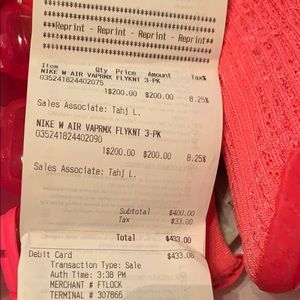 ****************************************
****************************************
**Reprint - Reprint - Reprint - Reprint**
****************************************
****************************************
Item Qty Price Amount Tax%
NIKE W AIR VAPRMX FLYKNT 3-PK
035241824402075
1 $200.00 $200.00 8.25%
Sales Associate: Tahj L.
NIKE W AIR VAPRMX FLYKNT 3-PK
035241824402090
1 $200.00 $200.00 8.25%
Sales Associate: Tahj L.
Subtotal $400.00
Tax $33.00
Total $433.00
Debit Card $433.00
Transaction Type: Sale
Auth Time: 3:38 PM
MERCHANT # FTLOCK
TERMINAL # 307866